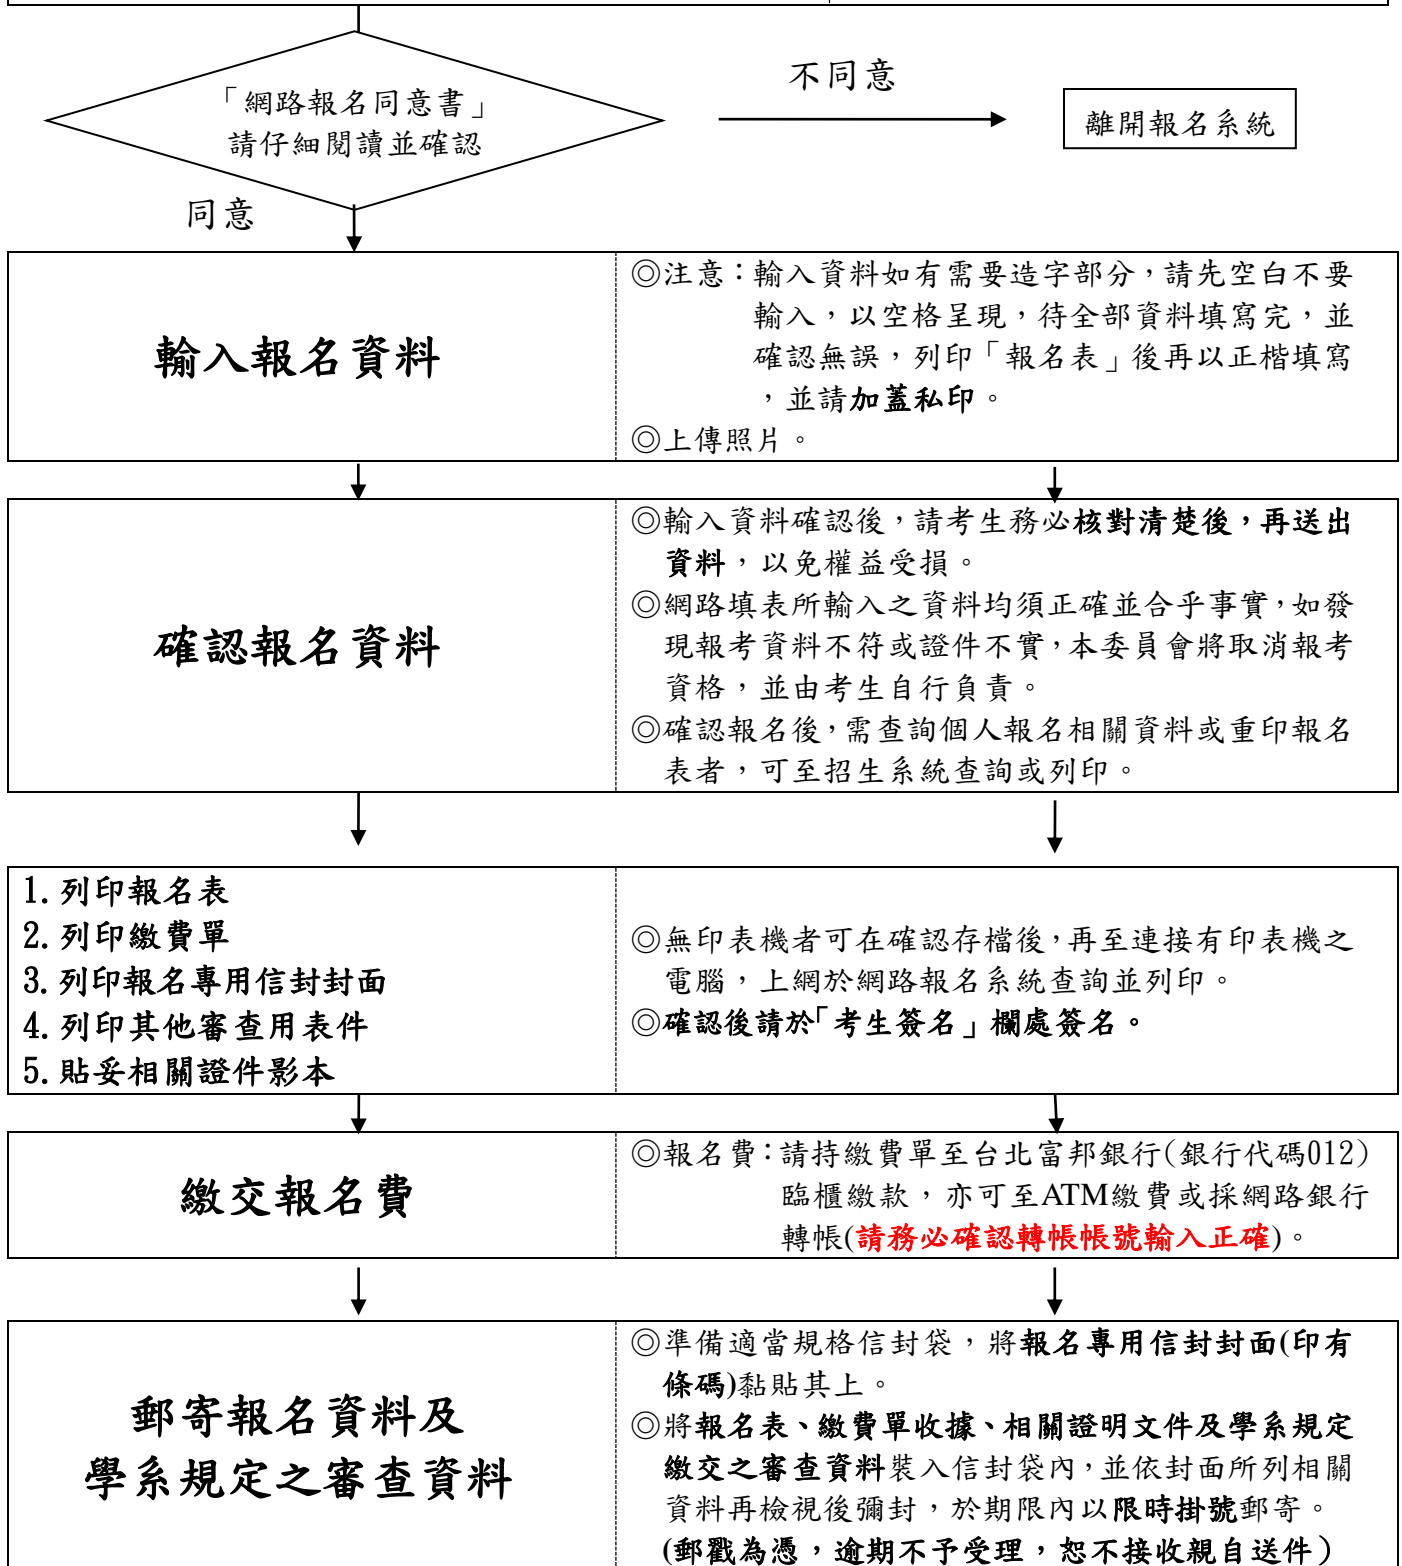 不同意
「網路報名同意書」
請仔細閱讀並確認
離開報名系統
同意
輸入報名資料
◎注意：輸入資料如有需要造字部分，請先空白不要
輸入，以空格呈現，待全部資料填寫完，並
確認無誤，列印「報名表」後再以正楷填寫
，並請加蓋私印。
◎上傳照片。
確認報名資料
◎輸入資料確認後，請考生務必核對清楚後，再送出
資料，以免權益受損。
◎網路填表所輸入之資料均須正確並合乎事實，如發
現報考資料不符或證件不實，本委員會將取消報考
資格，並由考生自行負責。
◎確認報名後，需查詢個人報名相關資料或重印報名
表者，可至招生系統查詢或列印。
1.列印報名表
2.列印繳費單
3.列印報名專用信封封面
4.列印其他審查用表件
5.貼妥相關證件影本
◎無印表機者可在確認存檔後，再至連接有印表機之
電腦，上網於網路報名系統查詢並列印。
◎確認後請於「考生簽名」欄處簽名。
繳交報名費
◎報名費：請持繳費單至台北富邦銀行(銀行代碼012)
臨櫃繳款，亦可至ATM繳費或採網路銀行
轉帳(請務必確認轉帳帳號輸入正確)。
郵寄報名資料及
學系規定之審查資料
◎準備適當規格信封袋，將報名專用信封封面(印有
條碼)黏貼其上。
◎將報名表、繳費單收據、相關證明文件及學系規定
繳交之審查資料裝入信封袋內，並依封面所列相關
資料再檢視後彌封，於期限內以限時掛號郵寄。
(郵戳為憑，逾期不予受理，恕不接收親自送件）